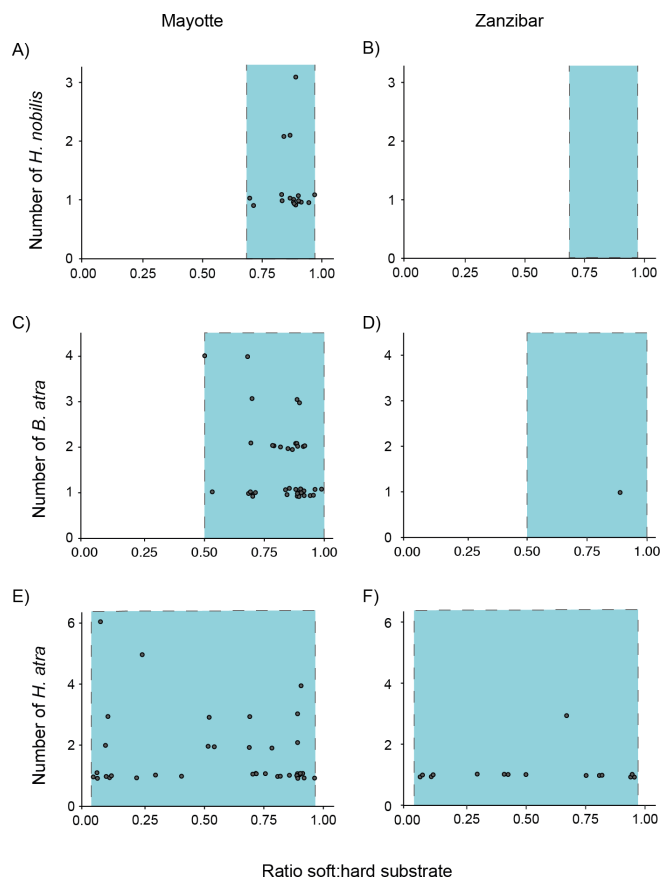 Mayotte
Zanzibar
A)
B)
Number of H. nobilis
3
2
1
0
0.00 0.25 0.50 0.75 1.00
0.00 0.25 0.50 0.75 1.00
C)
D)
Number of B. atra
4
3
2
1
0
0.00 0.25 0.50 0.75 1.00
4
3
2
1
0
0.00 0.25 0.50 0.75 1.00
E)
F)
Number of H. atra
6
4
2
0
0.00 0.25 0.50 0.75 1.00
6
4
2
0
0.00 0.25 0.50 0.75 1.00
Ratio soft:hard substrate
3
2
1
0